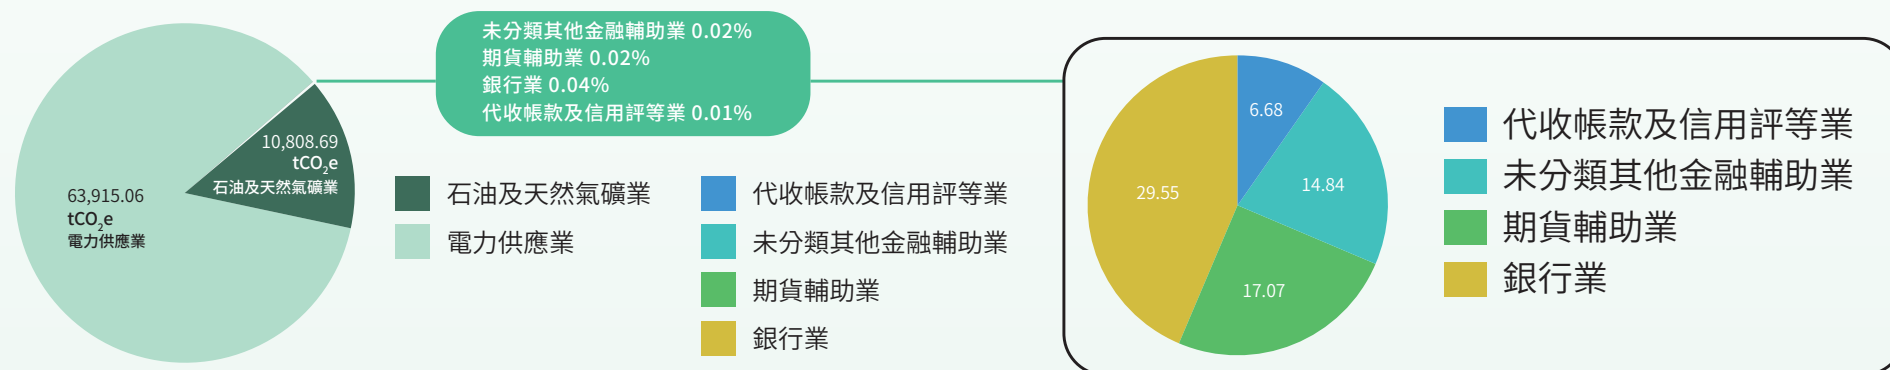 63,915.06
tCO₂e
電力供應業
10,808.69
tCO₂e
石油及天然氣礦業
未分類其他金融輔助業 0.02%
期貨輔助業 0.02%
銀行業 0.04%
代收帳款及信用評等業 0.01%
石油及天然氣礦業
電力供應業
代收帳款及信用評等業
未分類其他金融輔助業
期貨輔助業
銀行業
6.68
14.84
29.55
17.07
代收帳款及信用評等業
未分類其他金融輔助業
期貨輔助業
銀行業